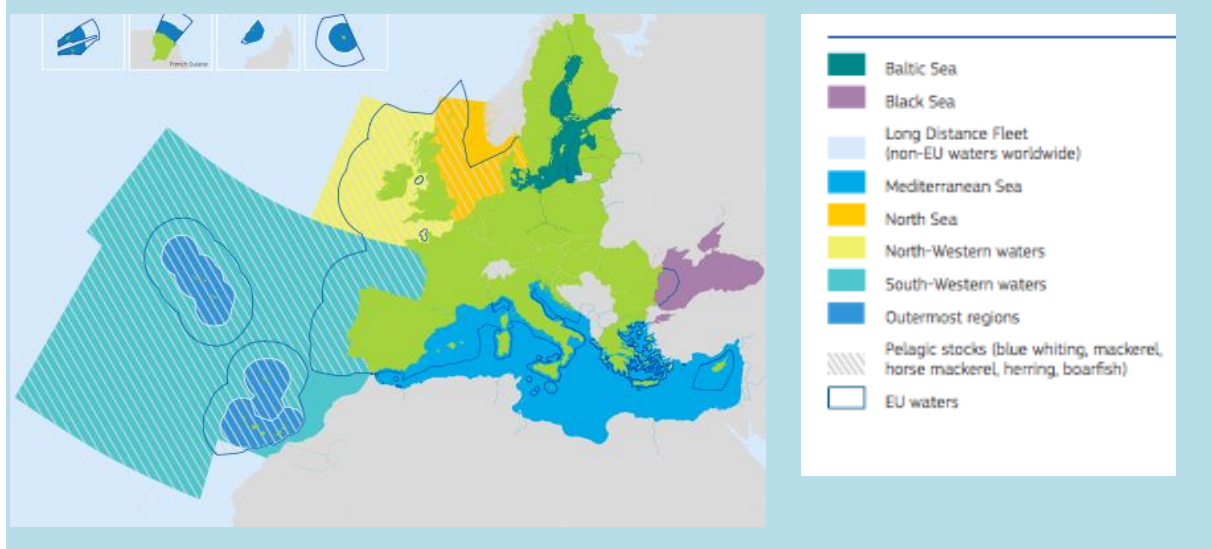 French Guiana
Baltic Sea
Black Sea
Long Distance Fleet
(non-EU waters worldwide)
Mediterranean Sea
North Sea
North-Western waters
South-Western waters
Outermost regions
Pelagic stocks (blue whiting, mackerel,
horse mackerel, herring, boarfish)
EU waters